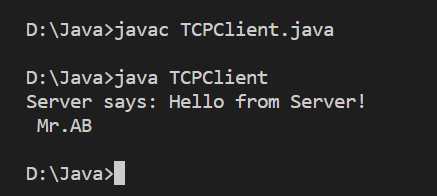 D:\Java>javac TCPClient.java
D:\Java>java TCPClient
Server says: Hello from Server!
 Mr.AB
D:\Java>